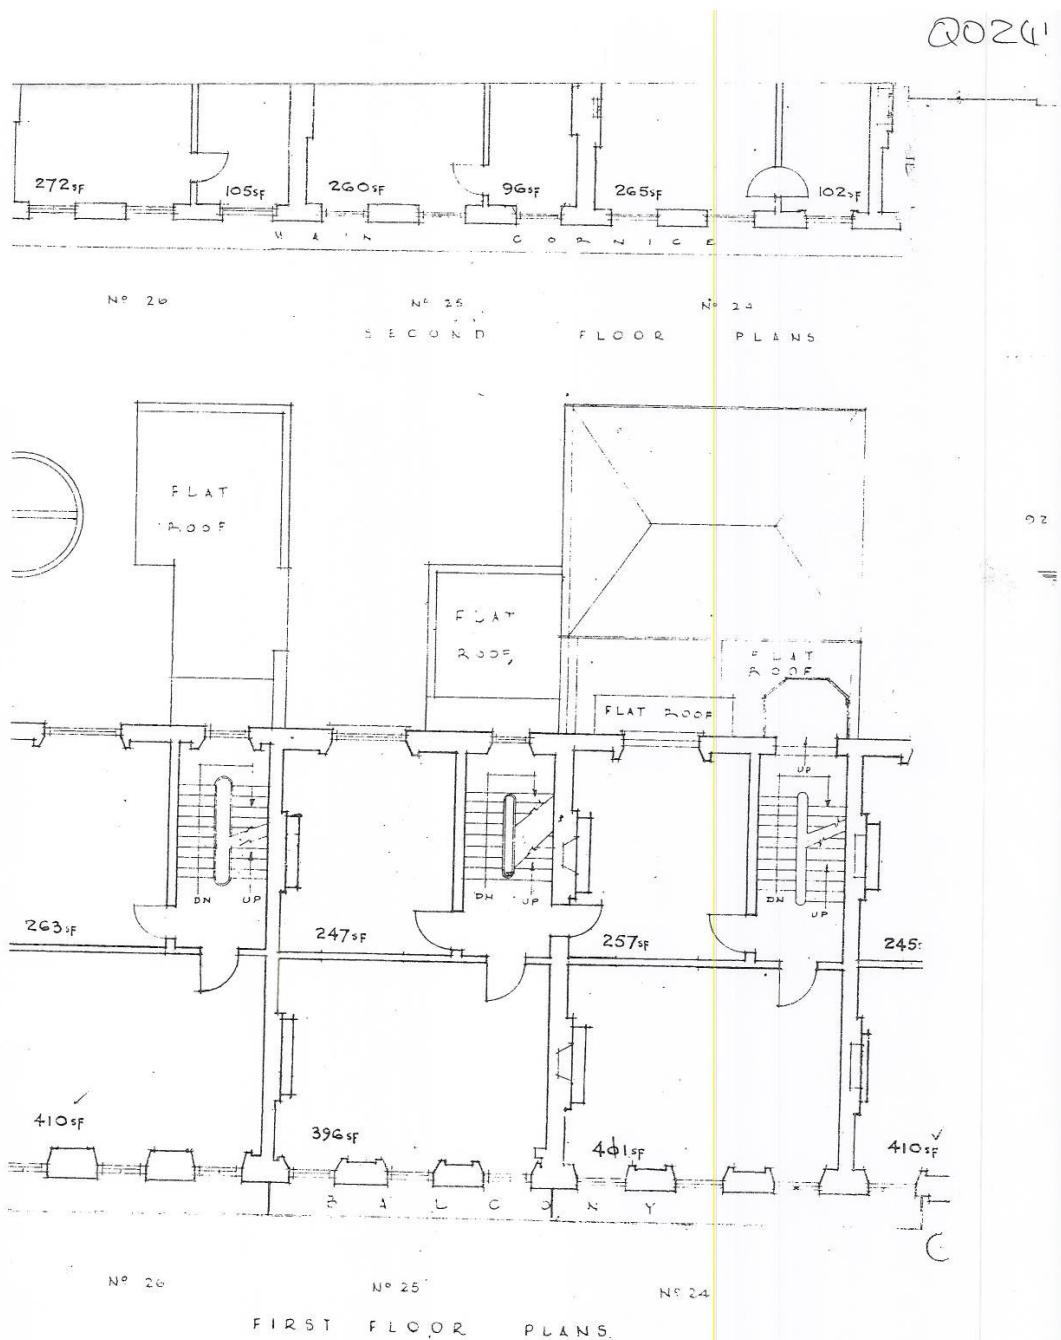 272SF
105SF
260SF
96SF
265SF
102SF
MAIN CORNICE
No 26
No 25
No 24
SECOND FLOOR PLANS
FLAT
ROOF
FLAT
ROOF
FLAT
ROOF
FLAT ROOF
UP
DN
UP
DN
UP
DN
UP
263SF
247SF
257SF
245
410SF
396SF
401SF
410SF
BALCONY
No 26
No 25
No 24
FIRST FLOOR PLANS